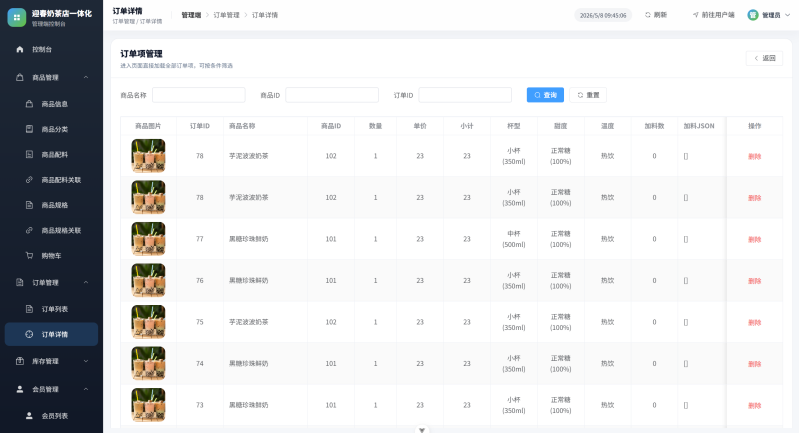 迎春奶茶店一体化
管理端控制台
控制台
商品管理
商品信息
商品分类
商品配料
商品配料关联
商品规格
商品规格关联
购物车
订单管理
订单列表
订单详情
库存管理
会员管理
会员列表
订单详情
订单管理 / 订单详情
管理端 > 订单管理 > 订单详情
2026/5/8 09:45:06
刷新
前往用户端
管 管理员
订单项管理
进入页面直接加载全部订单项，可按条件筛选
返回
商品名称 商品ID 订单ID 查询 重置
商品图片 订单ID 商品名称 商品ID 数量 单价 小计 杯型 甜度 温度 加料数 加料JSON 操作
78 芋泥波波奶茶 102 1 23 23 小杯 (350ml) 正常糖 (100%) 热饮 0 [] 删除
78 芋泥波波奶茶 102 1 23 23 小杯 (350ml) 正常糖 (100%) 热饮 0 [] 删除
77 黑糖珍珠鲜奶 101 1 23 23 中杯 (500ml) 正常糖 (100%) 热饮 0 [] 删除
76 黑糖珍珠鲜奶 101 1 23 23 小杯 (350ml) 正常糖 (100%) 热饮 0 [] 删除
75 芋泥波波奶茶 102 1 23 23 小杯 (350ml) 正常糖 (100%) 热饮 0 [] 删除
74 黑糖珍珠鲜奶 101 1 23 23 小杯 (350ml) 正常糖 (100%) 热饮 0 [] 删除
73 黑糖珍珠鲜奶 101 1 23 23 小杯 (350ml) 正常糖 (100%) 热饮 0 [] 删除